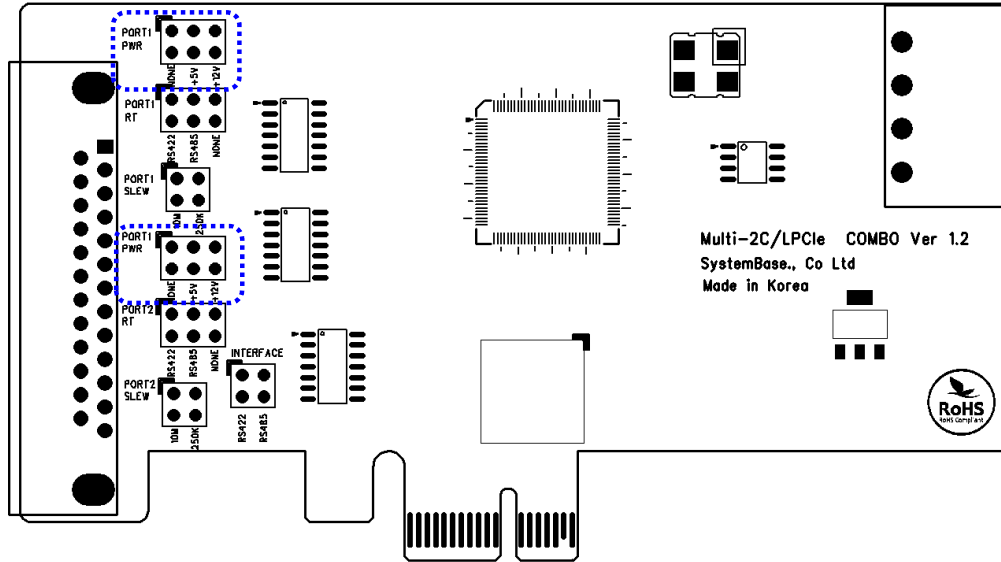 PORT1
PWR
NONE
+5V
+12V
PORT1
RT
RS422
RS485
NONE
PORT1
SLEW
10M
250K
PORT1
PWR
NONE
+5V
+12V
PORT2
RT
RS422
RS485
NONE
INTERFACE
RS422
RS485
PORT2
SLEW
10M
250K
Multi-2C/LPCIe COMBO Ver 1.2
SystemBase., Co Ltd
Made in Korea
RoHS
RoHS Compliant